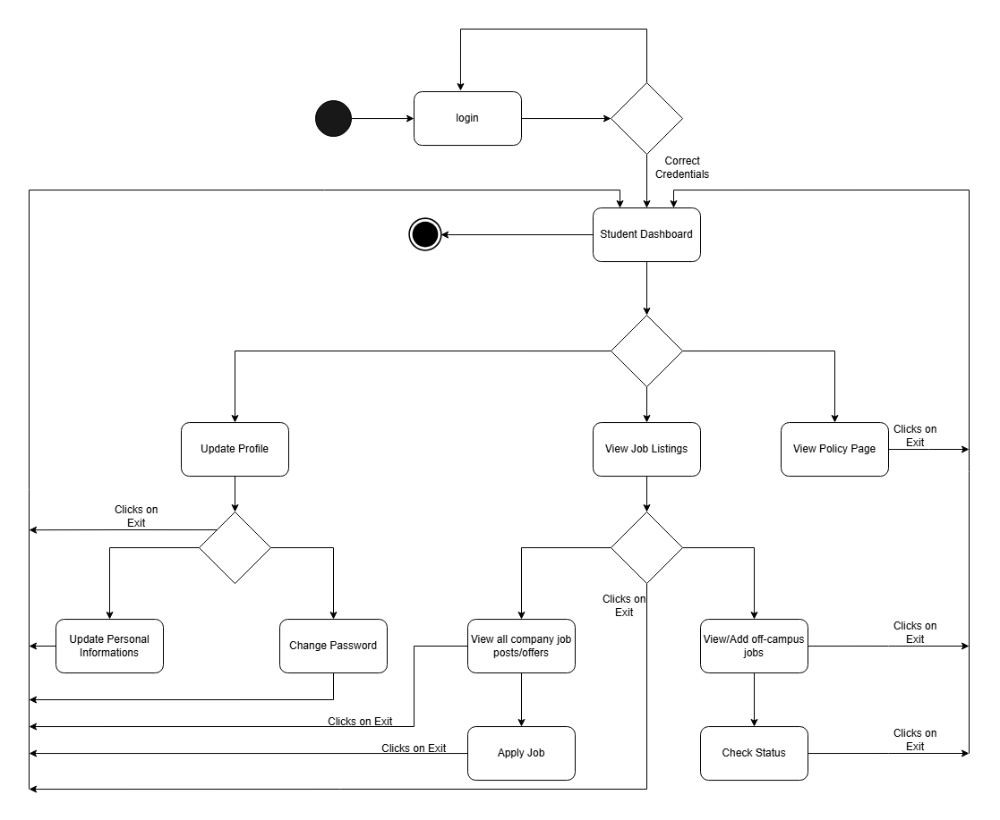 login
Correct
Credentials
Student Dashboard
Update Profile
View Job Listings
View Policy Page
Clicks on
Exit
Clicks on
Exit
Clicks on
Exit
Update Personal
Informations
Change Password
View all company job
posts/offers
View/Add off-campus
jobs
Clicks on
Exit
Clicks on Exit
Clicks on Exit
Apply Job
Check Status
Clicks on
Exit